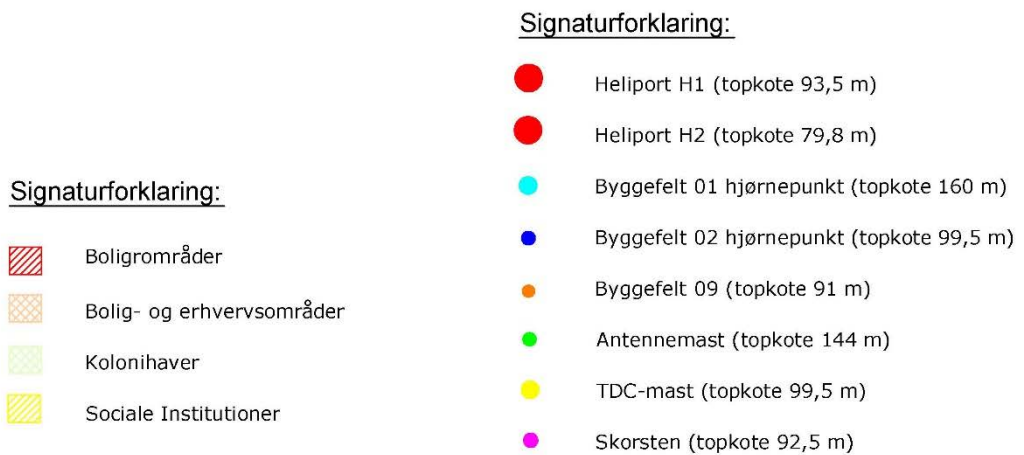 Signaturforklaring:
Boligrområder
Bolig- og erhvervsområder
Kolonihaver
Sociale Institutioner
Signaturforklaring:
Heliport H1 (topkote 93,5 m)
Heliport H2 (topkote 79,8 m)
Byggefelt 01 hjørnepunkt (topkote 160 m)
Byggefelt 02 hjørnepunkt (topkote 99,5 m)
Byggefelt 09 (topkote 91 m)
Antennemast (topkote 144 m)
TDC-mast (topkote 99,5 m)
Skorsten (topkote 92,5 m)